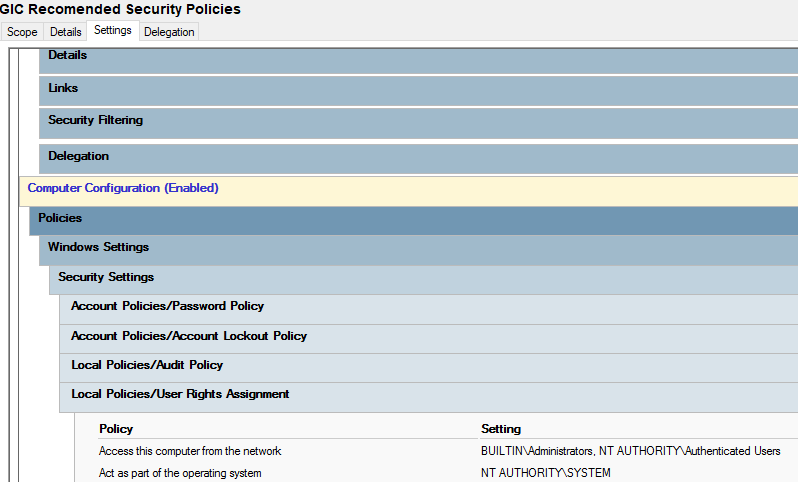 GIC Recomended Security Policies
Scope Details Settings Delegation
Details
Links
Security Filtering
Delegation
Computer Configuration (Enabled)
Policies
Windows Settings
Security Settings
Account Policies/Password Policy
Account Policies/Account Lockout Policy
Local Policies/Audit Policy
Local Policies/User Rights Assignment
Policy Setting
Access this computer from the network BUILTIN\Administrators, NT AUTHORITY\Authenticated Users
Act as part of the operating system NT AUTHORITY\SYSTEM